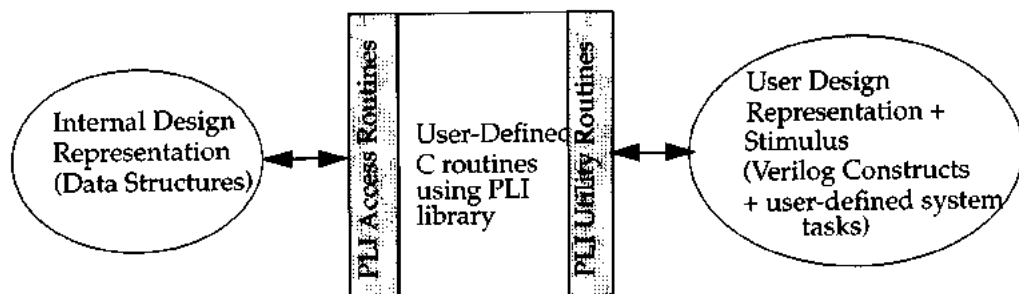 Internal Design
Representation
(Data Structures)
PLI Access Routines
User-Defined
C routines
using PLI
library
PLI Utility Routines
User Design
Representation +
Stimulus
(Verilog Constructs
+ user-defined system
tasks)